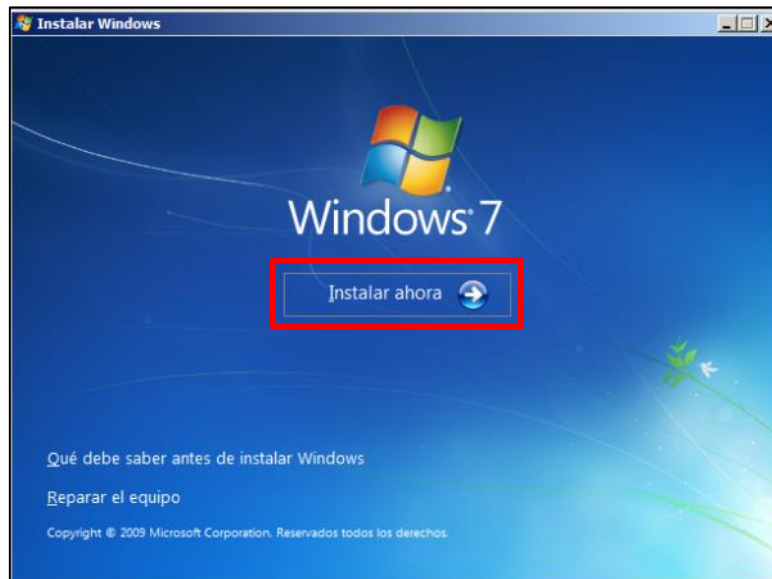 Instalar Windows
Windows 7
Instalar ahora
Qué debe saber antes de instalar Windows
Reparar el equipo
Copyright © 2009 Microsoft Corporation. Reservados todos los derechos.